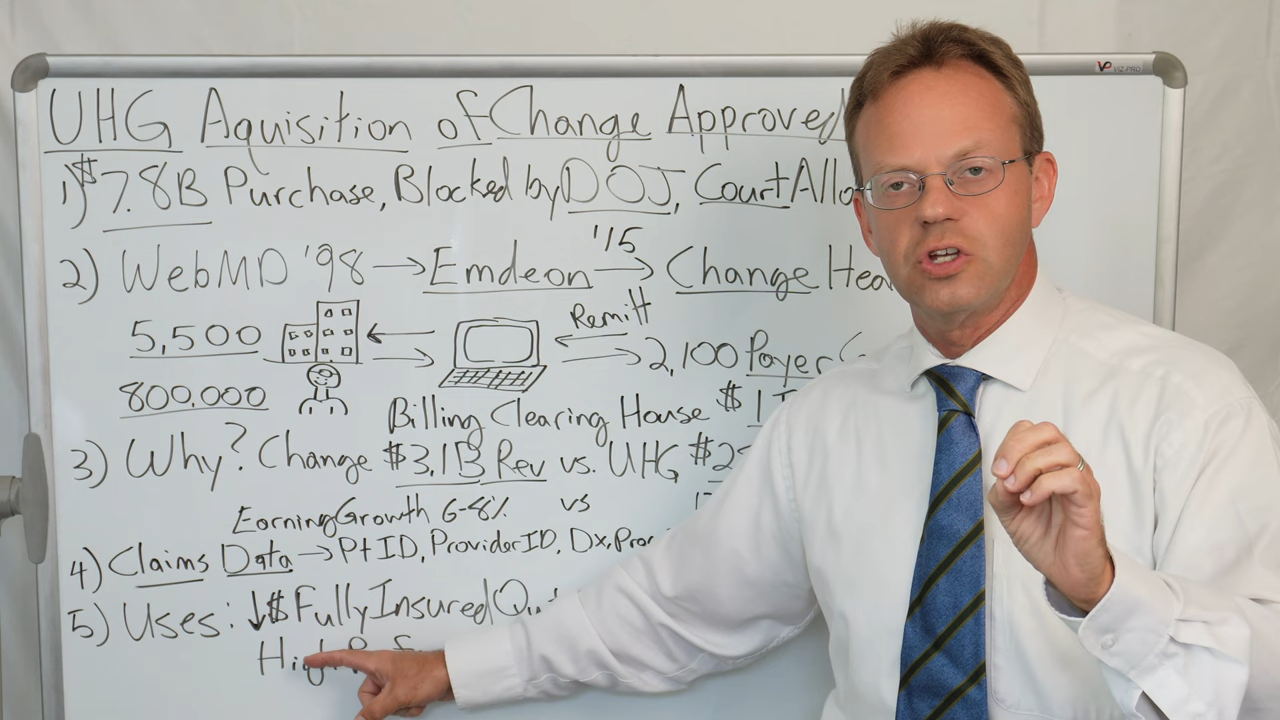 VIZ-PRO
UHG Aquisition of Change Approved
1) $7.8B Purchase, Blocked by DOJ, Court Allo
2) WebMD '98 → Emdeon '15 → Change Hea
5,500
Remitt
2,100 Payer
800,000
Billing Clearing House $1
3) Why? Change $3.1B Rev vs. UHG $2
Earning Growth 6-8% vs
4) Claims Data → Pt ID, Provider ID, Dx, Proc
5) Uses: ↓$ Fully Insured Qu
High